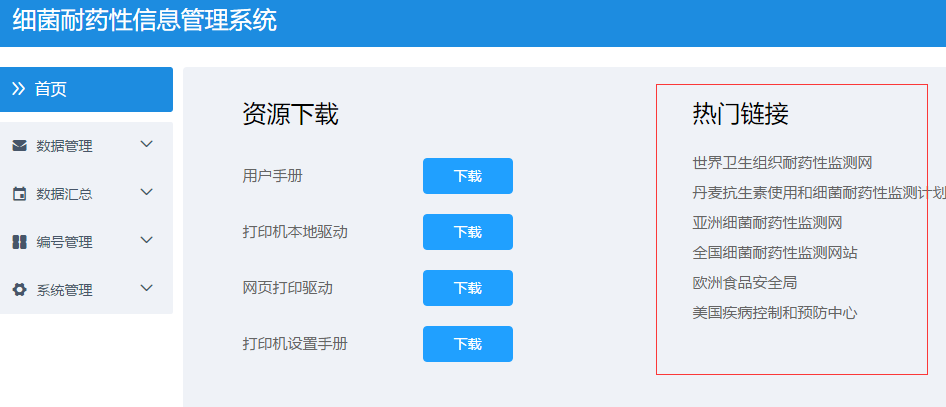 细菌耐药性信息管理系统
首页
数据管理
数据汇总
编号管理
系统管理
资源下载
用户手册 下载
打印机本地驱动 下载
网页打印驱动 下载
打印机设置手册 下载
热门链接
世界卫生组织耐药性监测网
丹麦抗生素使用和细菌耐药性监测计划
亚洲细菌耐药性监测网
全国细菌耐药性监测网站
欧洲食品安全局
美国疾病控制和预防中心